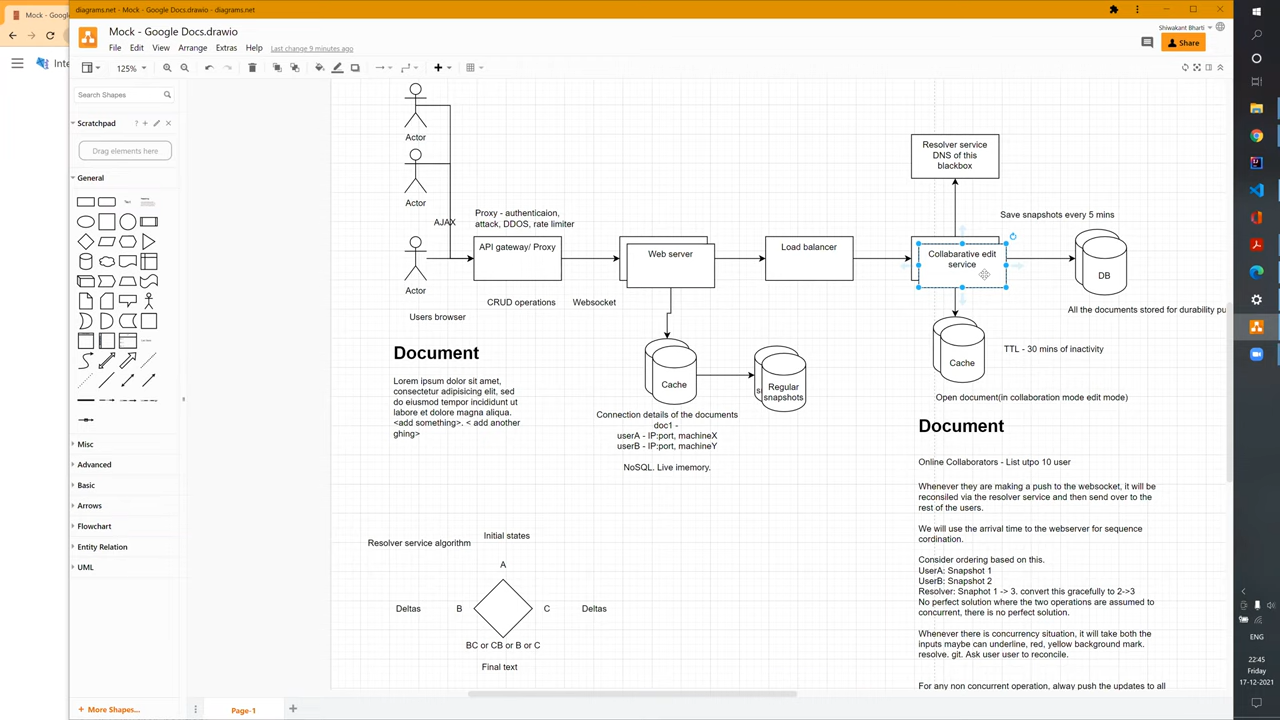 diagrams.net - Mock - Google Docs.drawio - diagrams.net
Mock - Goog
Inte
Mock - Google Docs.drawio
Shiwakant Bharti
File Edit View Arrange Extras Help Last change 9 minutes ago
Share
125%
Search Shapes
Scratchpad
Drag elements here
General
Text
Misc
Advanced
Basic
Arrows
Flowchart
Entity Relation
UML
+ More Shapes...
Page-1
Actor
Actor
AJAX
Proxy - authenticaion,
attack, DDOS, rate limiter
Actor
API gateway/ Proxy
Web server
Load balancer
Resolver service
DNS of this
blackbox
Save snapshots every 5 mins
Collabarative edit
service
DB
CRUD operations
Websocket
Users browser
All the documents stored for durability pu
Cache
Regular
snapshots
Cache
TTL - 30 mins of inactivity
Open document(in collaboration mode edit mode)
Document
Lorem ipsum dolor sit amet,
consectetur adipisicing elit, sed
do eiusmod tempor incididunt ut
labore et dolore magna aliqua.
<add something>. < add another
ghing>
Connection details of the documents
doc1 -
userA - IP:port, machineX
userB - IP:port, machineY
NoSQL. Live imemory.
Resolver service algorithm
Initial states
A
Deltas
B
C
Deltas
BC or CB or B or C
Final text
Document
Online Collaborators - List utpo 10 user
Whenever they are making a push to the websocket, it will be
reconsiled via the resolver service and then send over to the
rest of the users.
We will use the arrival time to the webserver for sequence
cordination.
Consider ordering based on this.
UserA: Snapshot 1
UserB: Snapshot 2
Resolver: Snaphot 1 -> 3. convert this gracefully to 2->3
No perfect solution where the two operations are assumed to
concurrent, there is no perfect solution.
Whenever there is concurrency situation, it will take both the
inputs maybe can underline, red, yellow background mark.
resolve. git. Ask user user to reconcile.
For any non concurrent operation, alway push the updates to all
ENG
22:45
Friday
17-12-2021